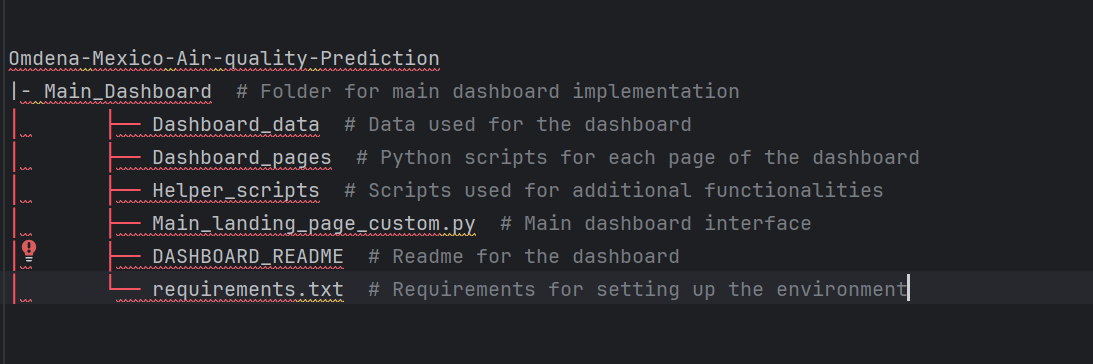 Omdena-Mexico-Air-quality-Prediction
|- Main_Dashboard  # Folder for main dashboard implementation
│        ├── Dashboard_data  # Data used for the dashboard
│        ├── Dashboard_pages  # Python scripts for each page of the dashboard
│        ├── Helper_scripts  # Scripts used for additional functionalities
│        ├── Main_landing_page_custom.py  # Main dashboard interface
│        ├── DASHBOARD_README  # Readme for the dashboard
│        └── requirements.txt  # Requirements for setting up the environment